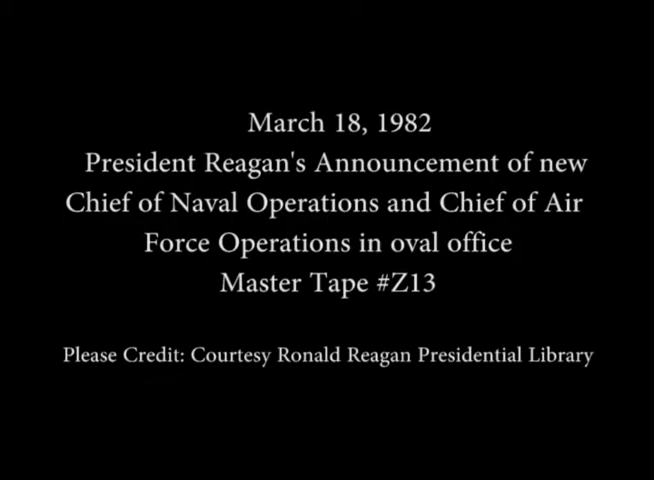 March 18, 1982
President Reagan's Announcement of new
Chief of Naval Operations and Chief of Air
Force Operations in oval office
Master Tape #Z13
Please Credit: Courtesy Ronald Reagan Presidential Library